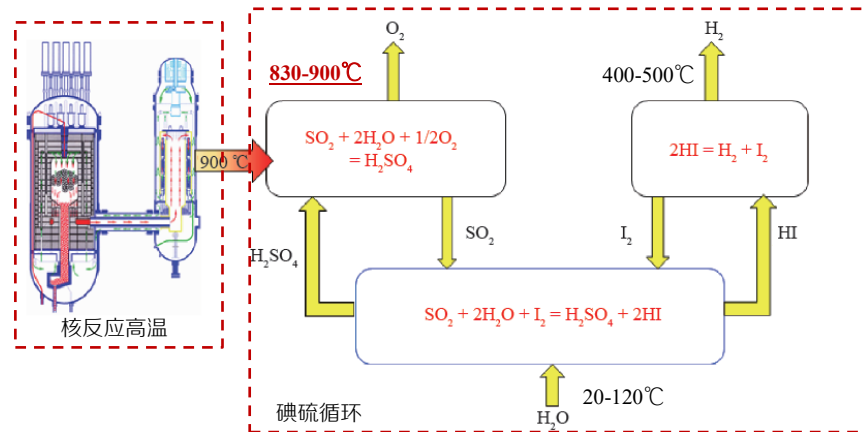 O₂
H₂
830-900℃
400-500℃
SO₂ + 2H₂O + 1/2O₂
= H₂SO₄
2HI = H₂ + I₂
900 ℃
H₂SO₄
SO₂
I₂
HI
SO₂ + 2H₂O + I₂ = H₂SO₄ + 2HI
核反应高温
20-120℃
碘硫循环
H₂O